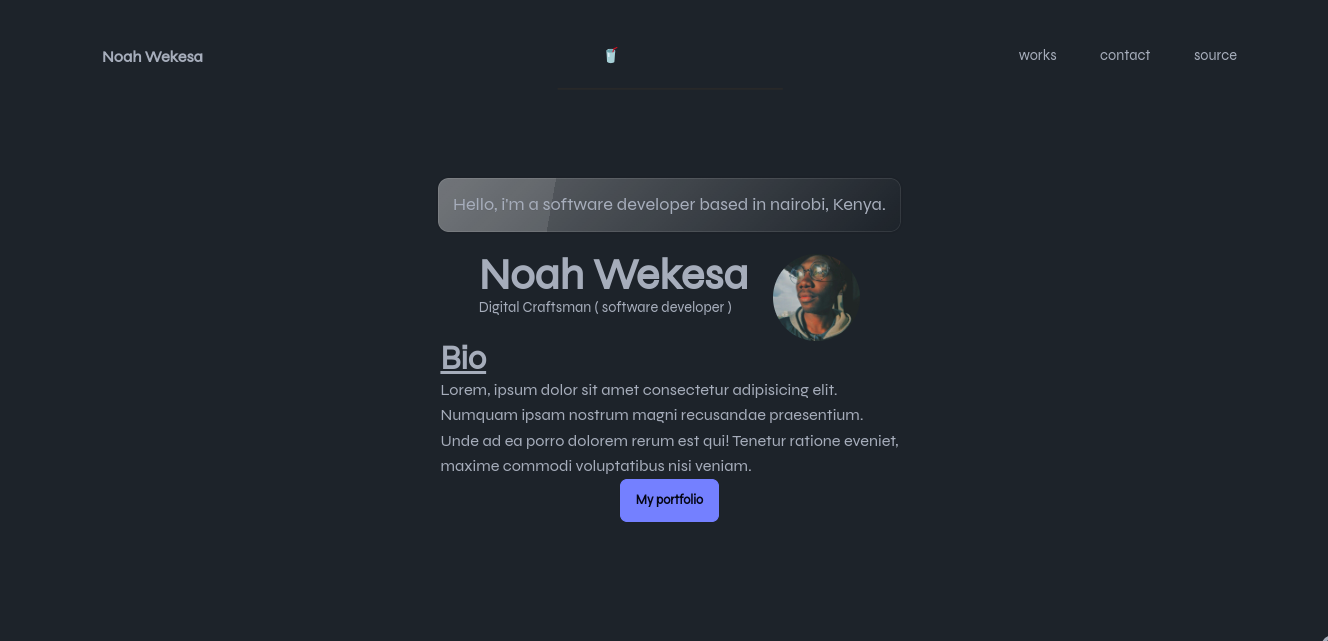 Noah Wekesa
works contact source
Hello, i'm a software developer based in nairobi, Kenya.
Noah Wekesa
Digital Craftsman ( software developer )
Bio
Lorem, ipsum dolor sit amet consectetur adipisicing elit.
Numquam ipsam nostrum magni recusandae praesentium.
Unde ad ea porro dolorem rerum est qui! Tenetur ratione eveniet,
maxime commodi voluptatibus nisi veniam.
My portfolio